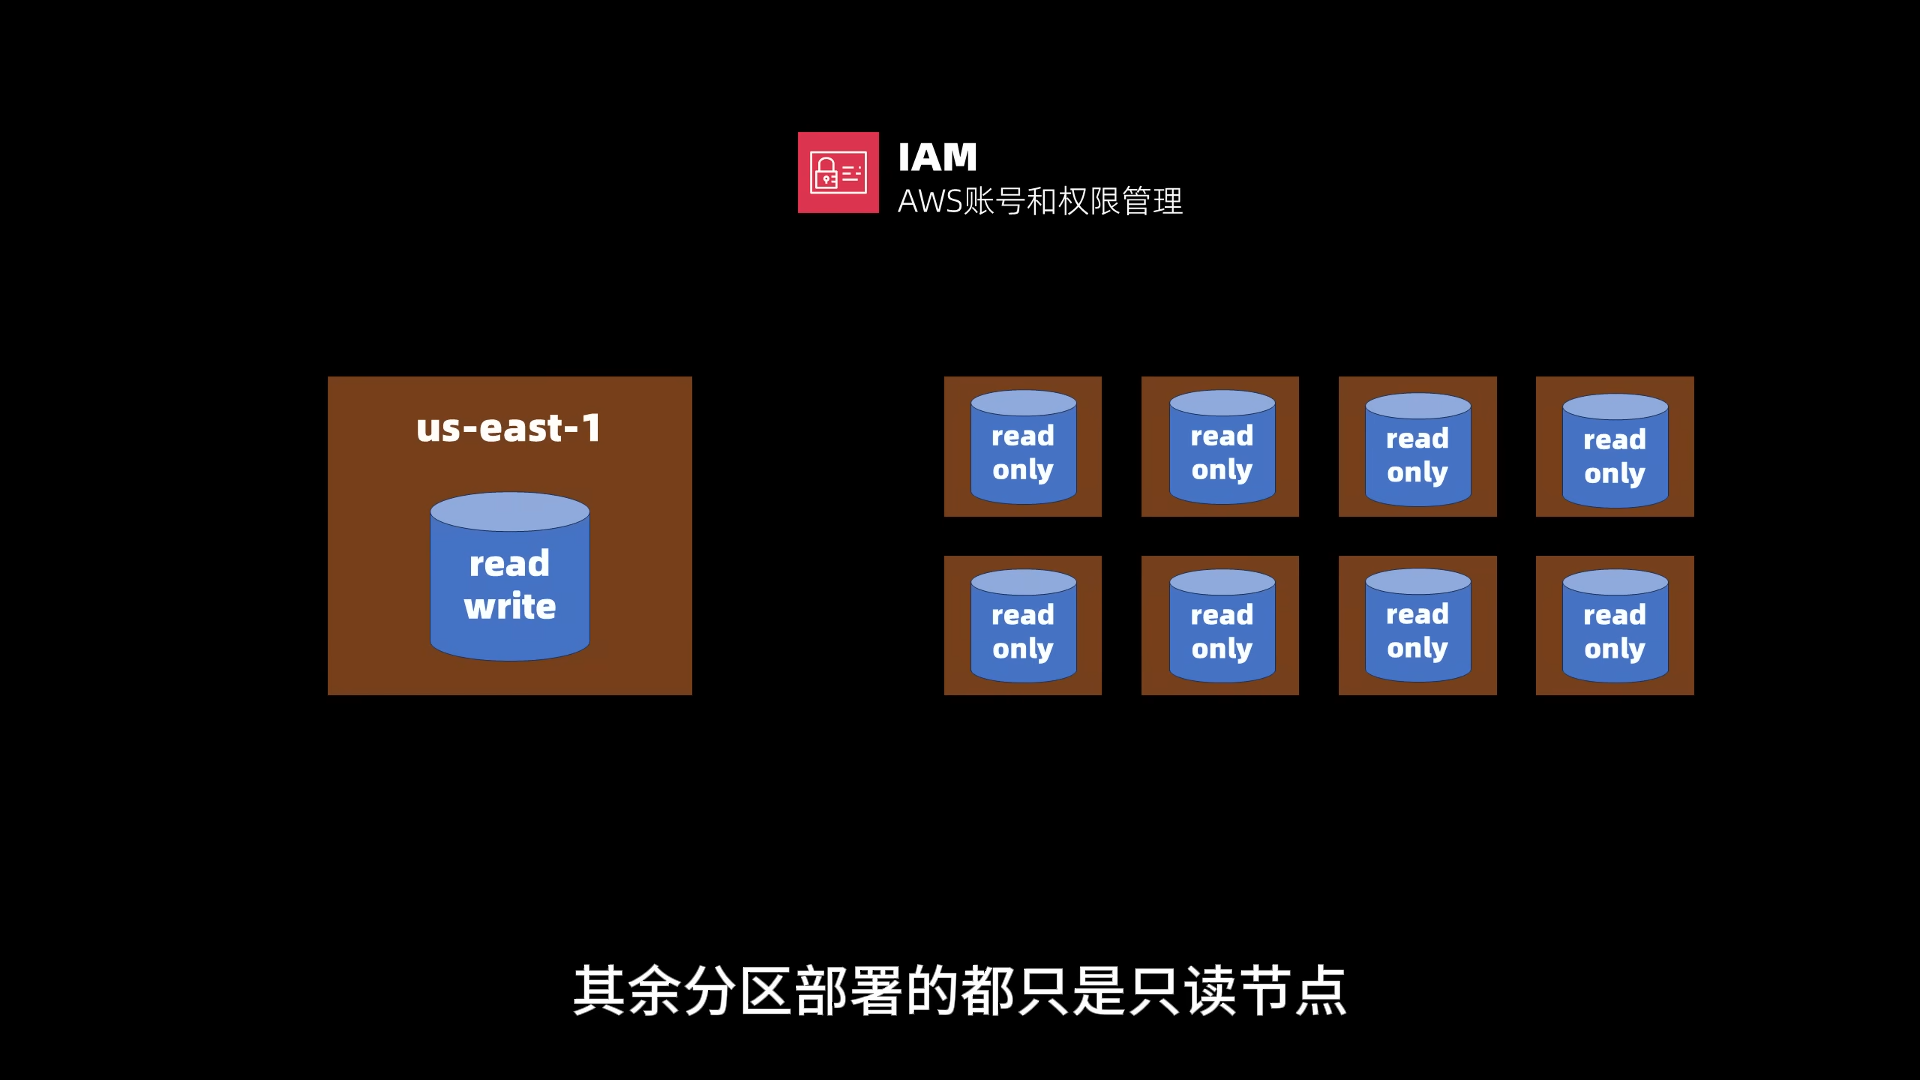 IAM
AWS账号和权限管理
us-east-1
read
write
read
only
read
only
read
only
read
only
read
only
read
only
read
only
read
only
其余分区部署的都只是只读节点